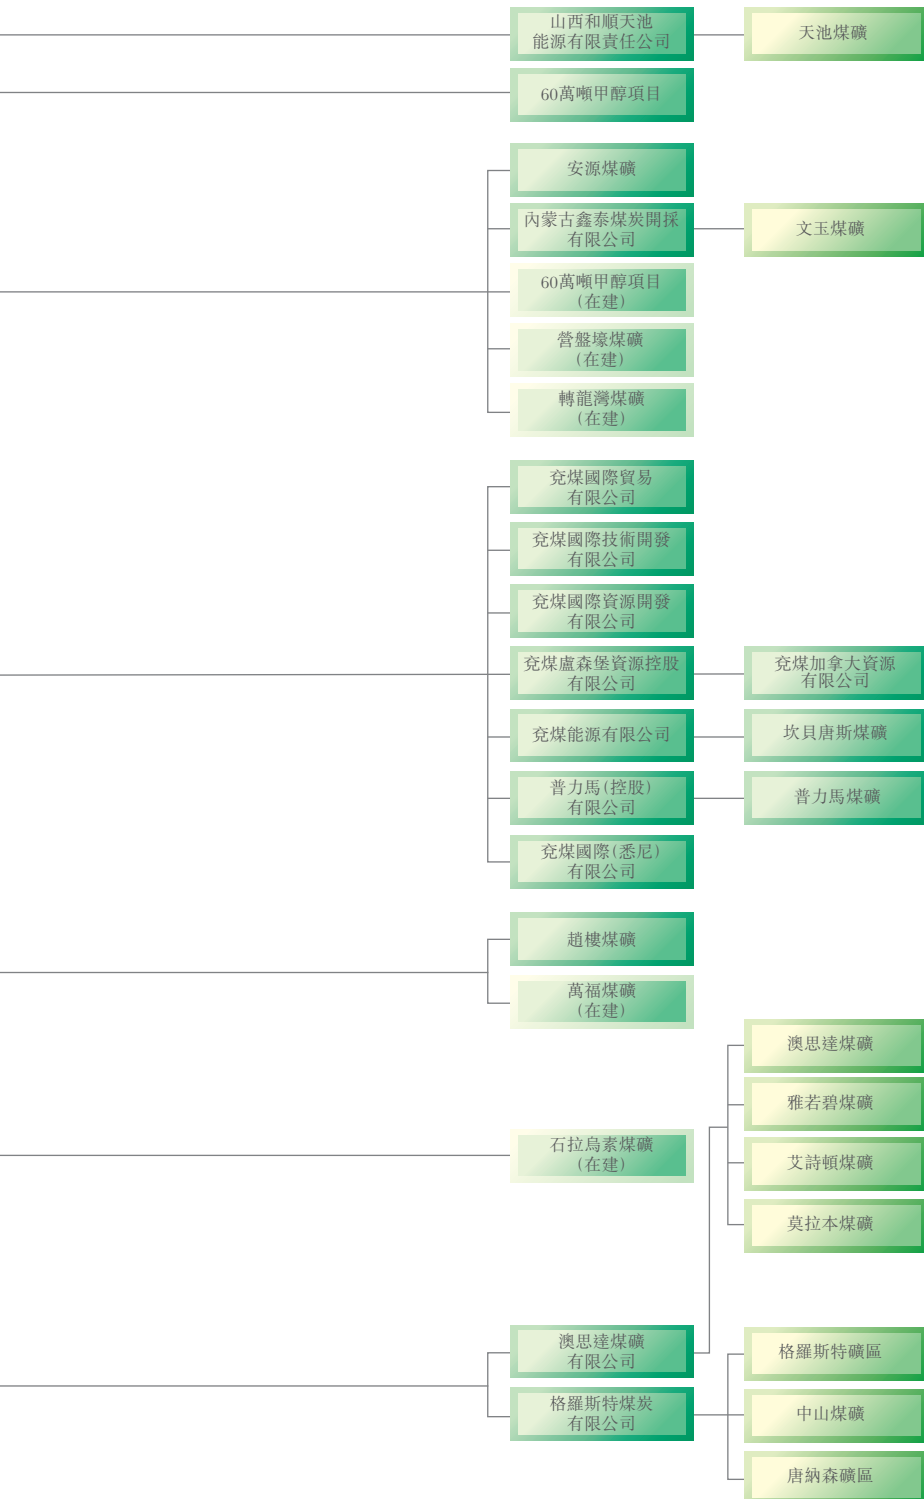 山西和順天池
能源有限責任公司
天池煤礦
60萬噸甲醇項目
安源煤礦
內蒙古鑫泰煤炭開採
有限公司
文玉煤礦
60萬噸甲醇項目
(在建)
營盤壕煤礦
(在建)
轉龍灣煤礦
(在建)
兗煤國際貿易
有限公司
兗煤國際技術開發
有限公司
兗煤國際資源開發
有限公司
兗煤盧森堡資源控股
有限公司
兗煤加拿大資源
有限公司
兗煤能源有限公司
坎貝唐斯煤礦
普力馬(控股)
有限公司
普力馬煤礦
兗煤國際(悉尼)
有限公司
趙樓煤礦
萬福煤礦
(在建)
澳思達煤礦
雅若碧煤礦
石拉烏素煤礦
(在建)
艾詩頓煤礦
莫拉本煤礦
澳思達煤礦
有限公司
格羅斯特煤炭
有限公司
格羅斯特礦區
中山煤礦
唐納森礦區